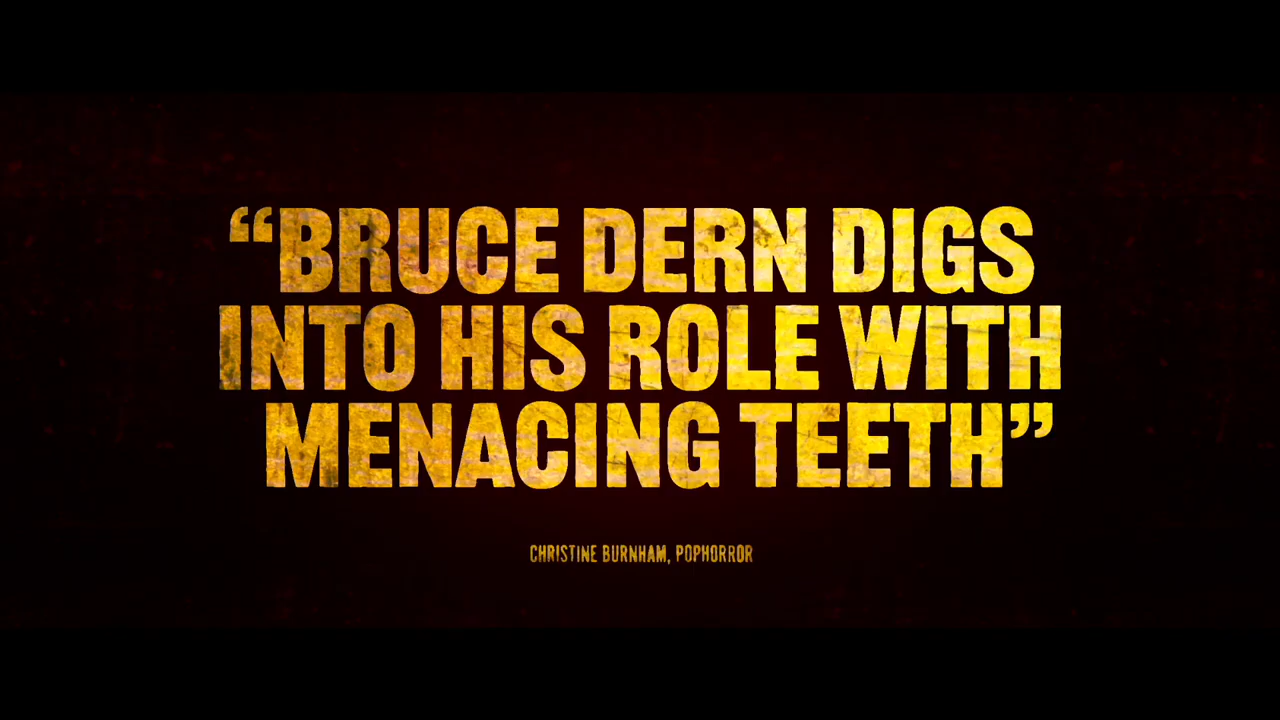 “BRUCE DERN DIGS
INTO HIS ROLE WITH
MENACING TEETH”
CHRISTINE BURNHAM, POPHORROR